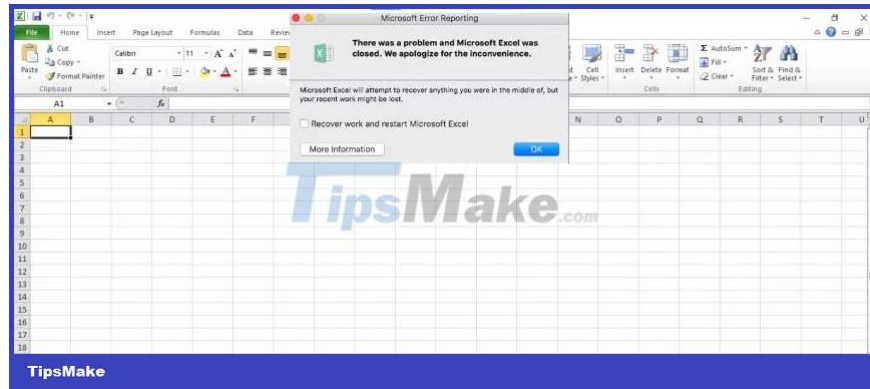 Microsoft Error Reporting
File Home Insert Page Layout Formulas Data
Cut
Copy
Format Painter
Paste
Clipboard
Calibri 11
B I U
Font
There was a problem and Microsoft Excel was
closed. We apologize for the inconvenience.
Microsoft Excel will attempt to recover anything you were in the middle of, but
your recent work might be lost.
Recover work and restart Microsoft Excel
More Information OK
Cell
Styles
Insert Delete Format
Cells
Σ AutoSum
Fill
Clear
Sort & Find &
Filter Select
Editing
A1 fx
A B C D E F N O P Q R S T U
1
2
3
4
5
6
7
8
9
10
11
12
13
14
15
16
17
18
TipsMake.com
TipsMake